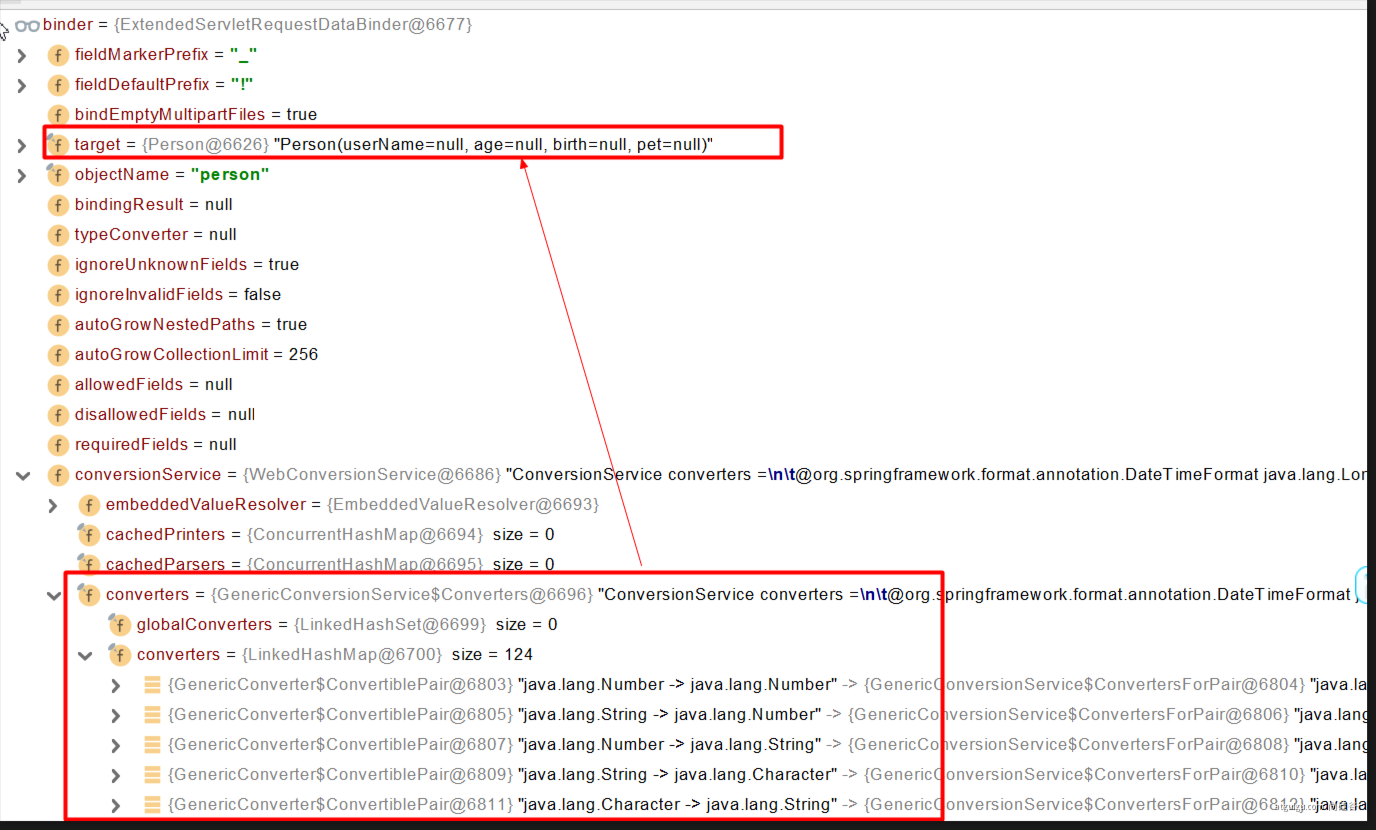 binder = {ExtendedServletRequestDataBinder@6677}
f fieldMarkerPrefix = "_"
f fieldDefaultPrefix = "!"
f bindEmptyMultipartFiles = true
f target = {Person@6626} "Person(userName=null, age=null, birth=null, pet=null)"
f objectName = "person"
f bindingResult = null
f typeConverter = null
f ignoreUnknownFields = true
f ignoreInvalidFields = false
f autoGrowNestedPaths = true
f autoGrowCollectionLimit = 256
f allowedFields = null
f disallowedFields = null
f requiredFields = null
f conversionService = {WebConversionService@6686} "ConversionService converters =\n\t@org.springframework.format.annotation.DateTimeFormat java.lang.Lon
f embeddedValueResolver = {EmbeddedValueResolver@6693}
f cachedPrinters = {ConcurrentHashMap@6694} size = 0
f cachedParsers = {ConcurrentHashMap@6695} size = 0
f converters = {GenericConversionService$Converters@6696} "ConversionService converters =\n\t@org.springframework.format.annotation.DateTimeFormat
f globalConverters = {LinkedHashSet@6699} size = 0
f converters = {LinkedHashMap@6700} size = 124
{GenericConverter$ConvertiblePair@6803} "java.lang.Number -> java.lang.Number" -> {GenericConversionService$ConvertersForPair@6804} "java.la
{GenericConverter$ConvertiblePair@6805} "java.lang.String -> java.lang.Number" -> {GenericConversionService$ConvertersForPair@6806} "java.lang
{GenericConverter$ConvertiblePair@6807} "java.lang.Number -> java.lang.String" -> {GenericConversionService$ConvertersForPair@6808} "java.lang
{GenericConverter$ConvertiblePair@6809} "java.lang.String -> java.lang.Character" -> {GenericConversionService$ConvertersForPair@6810} "java.la
{GenericConverter$ConvertiblePair@6811} "java.lang.Character -> java.lang.String" -> {GenericConversionService$ConvertersForPair@6812} "java.la